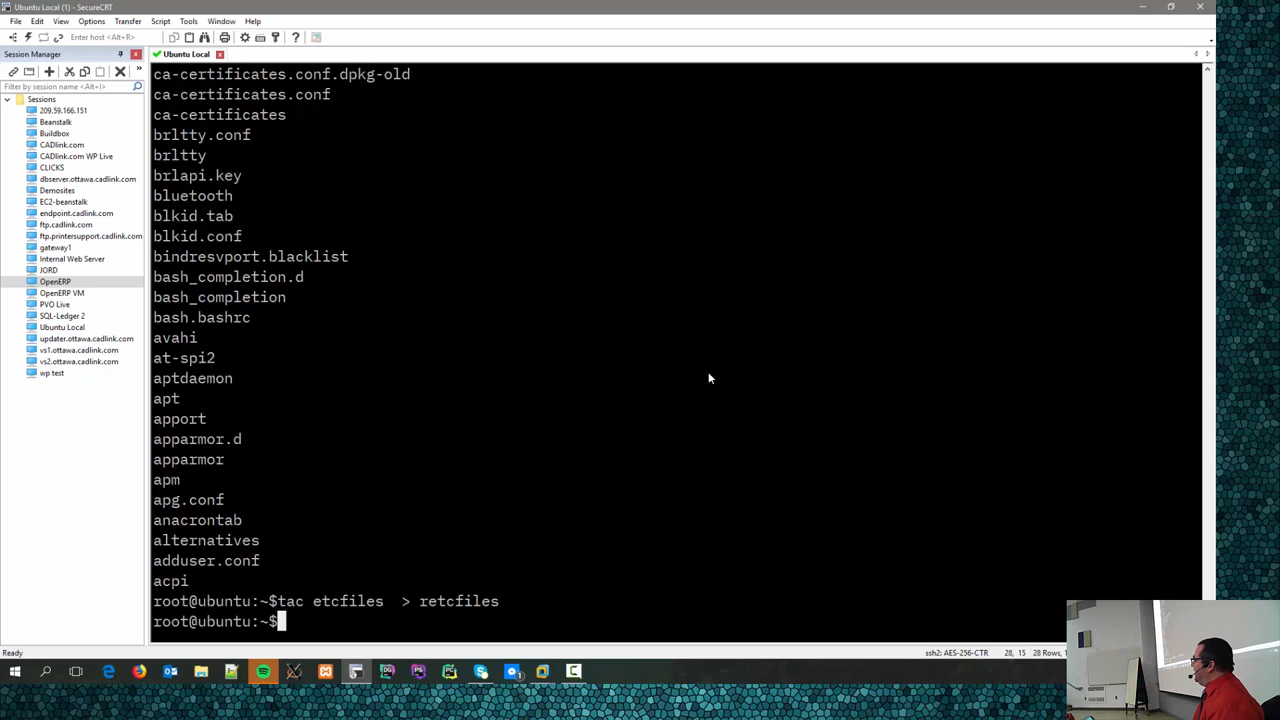 Ubuntu Local (1) - SecureCRT
File Edit View Options Transfer Script Tools Window Help
Enter host <Alt+R>
Session Manager
Ubuntu Local
Filter by session name <Alt+I>
Sessions
209.59.166.151
Beanstalk
Buildbox
CADlink.com
CADlink.com WP Live
CLICKS
dbserver.ottawa.cadlink.com
Demosites
EC2-beanstalk
endpoint.cadlink.com
ftp.cadlink.com
ftp.printersupport.cadlink.com
gateway1
Internal Web Server
JORD
OpenERP
OpenERP VM
PVO Live
SQL-Ledger 2
Ubuntu Local
updater.ottawa.cadlink.com
vs1.ottawa.cadlink.com
vs2.ottawa.cadlink.com
wp test
ca-certificates.conf.dpkg-old
ca-certificates.conf
ca-certificates
brltty.conf
brltty
brlapi.key
bluetooth
blkid.tab
blkid.conf
bindresvport.blacklist
bash_completion.d
bash_completion
bash.bashrc
avahi
at-spi2
aptdaemon
apt
apport
apparmor.d
apparmor
apm
apg.conf
anacrontab
alternatives
adduser.conf
acpi
root@ubuntu:~$tac etcfiles  > retcfiles
root@ubuntu:~$
Ready
ssh2: AES-256-CTR
28, 15
28 Rows,